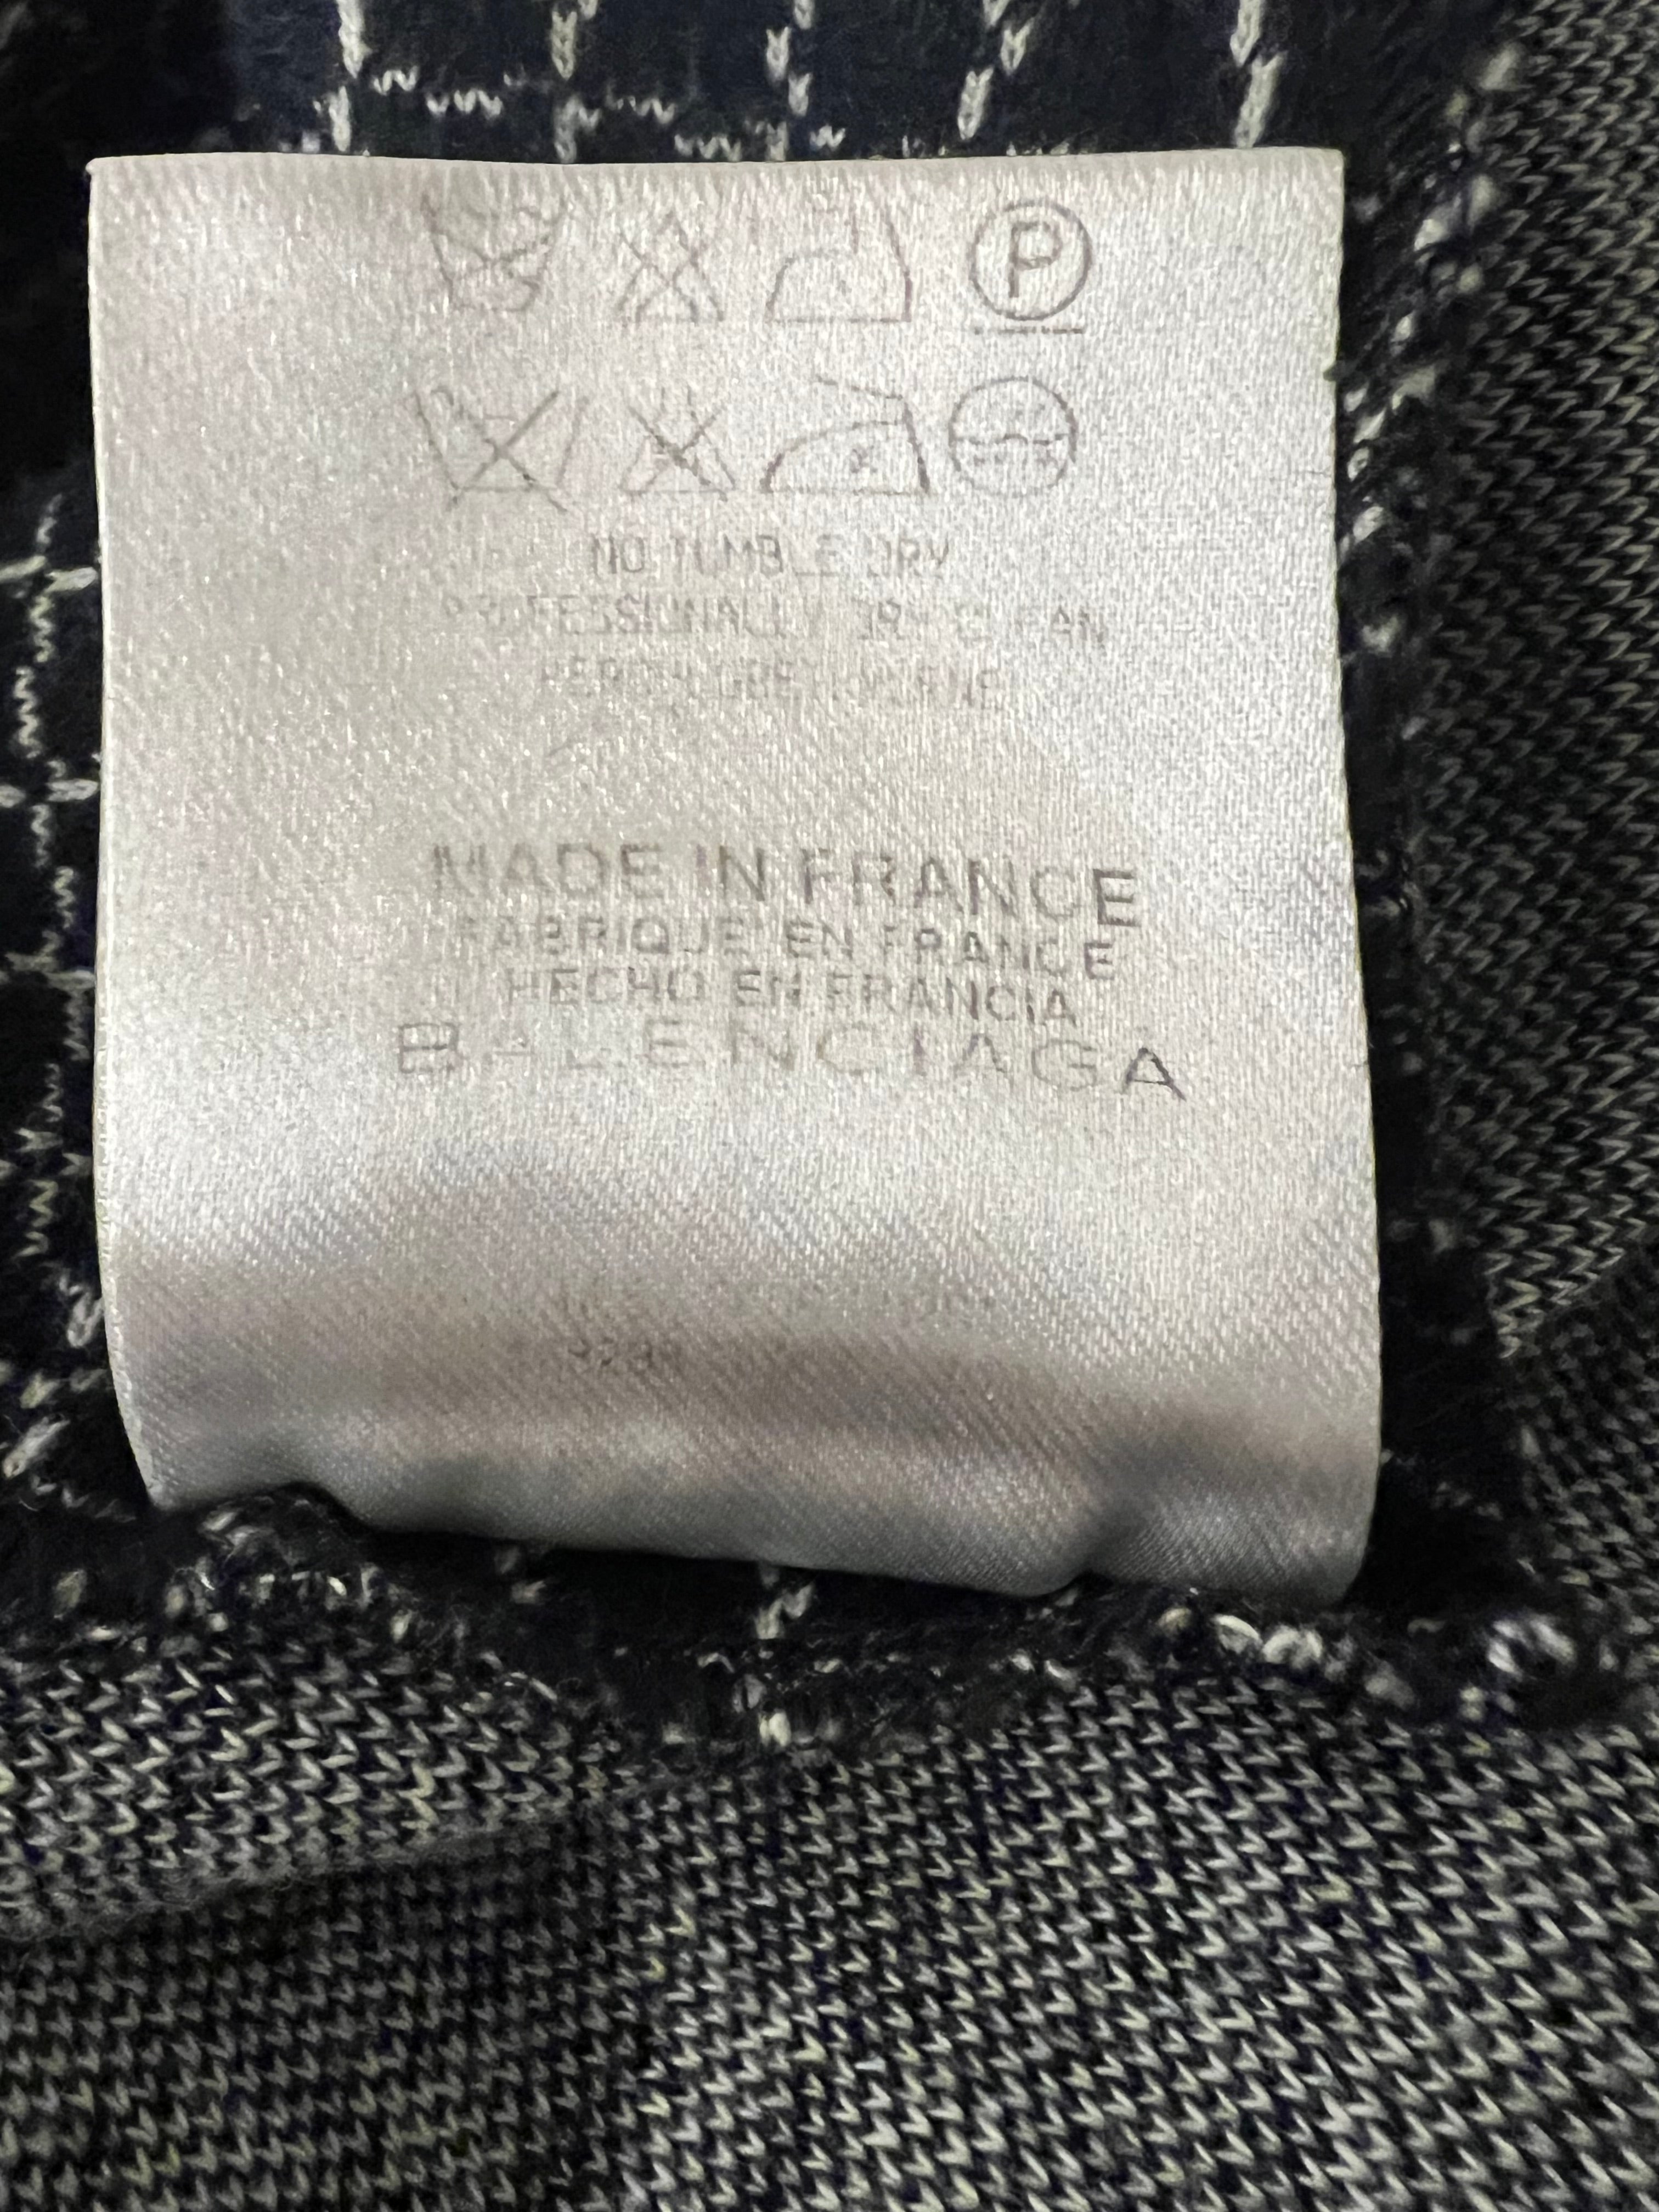 P
NO TUMBLE DRY
PROFESSIONALLY DRY CLEAN
MADE IN FRANCE
FABRIQUE EN FRANCE
HECHO EN FRANCIA
BALENCIAGA